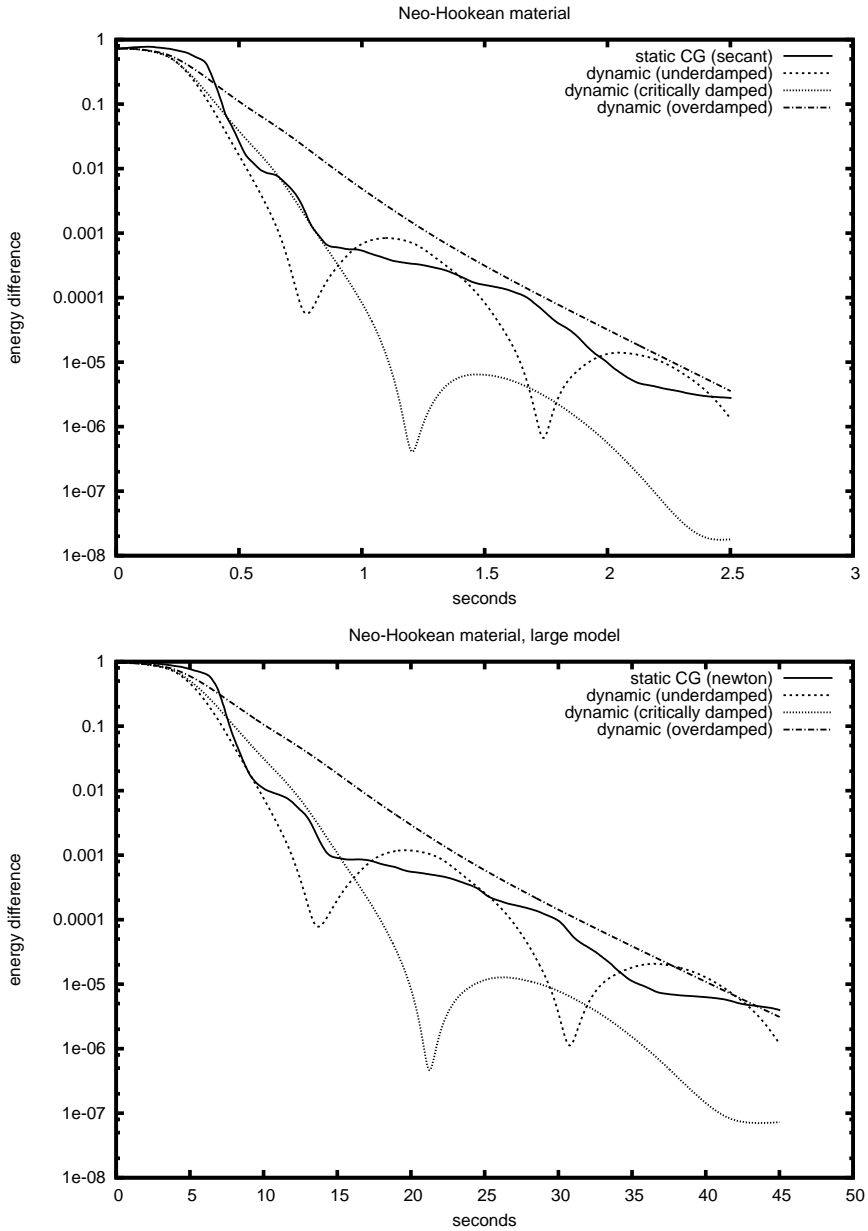 Neo-Hookean material
1
0.1
0.01
0.001
0.0001
1e-05
1e-06
1e-07
1e-08
energy difference
static CG (secant)
dynamic (underdamped)
dynamic (critically damped)
dynamic (overdamped)
0 0.5 1 1.5 2 2.5 3
seconds
Neo-Hookean material, large model
1
0.1
0.01
0.001
0.0001
1e-05
1e-06
1e-07
1e-08
energy difference
static CG (newton)
dynamic (underdamped)
dynamic (critically damped)
dynamic (overdamped)
0 5 10 15 20 25 30 35 40 45 50
seconds